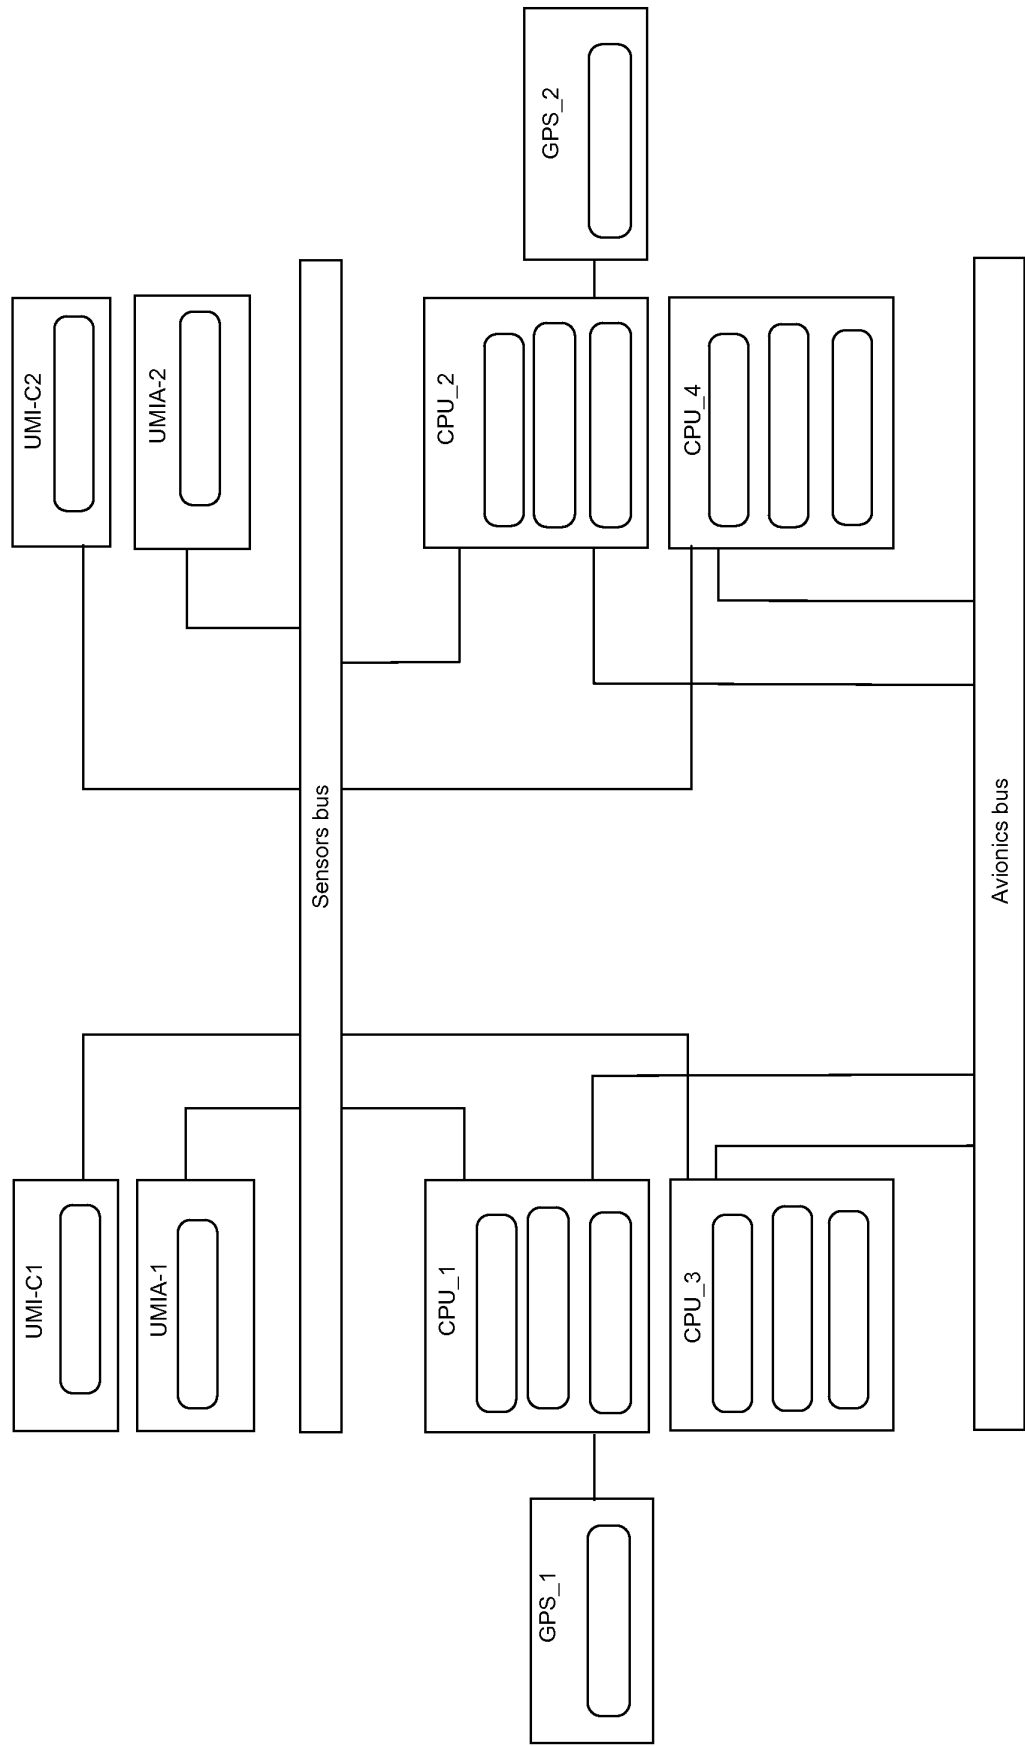 UMI-C1
UMI-C2
UMIA-1
UMIA-2
Sensors bus
GPS_1
CPU_1
CPU_2
GPS_2
CPU_3
CPU_4
Avionics bus